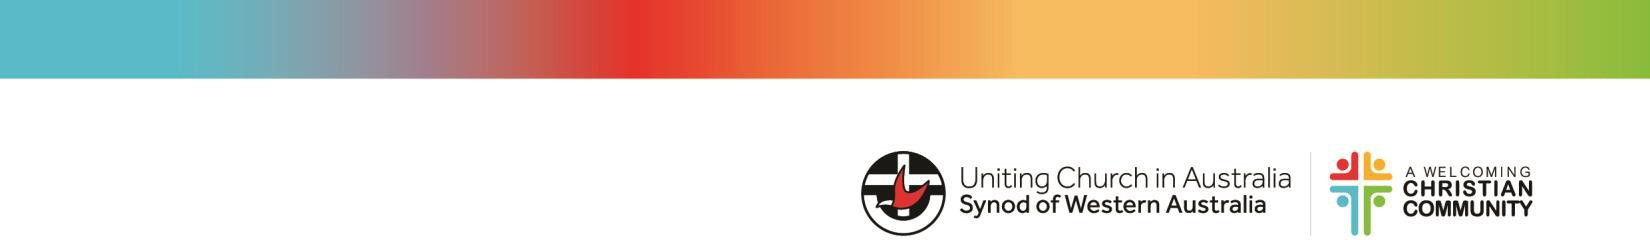 Uniting Church in Australia
Synod of Western Australia
A WELCOMING
CHRISTIAN
COMMUNITY